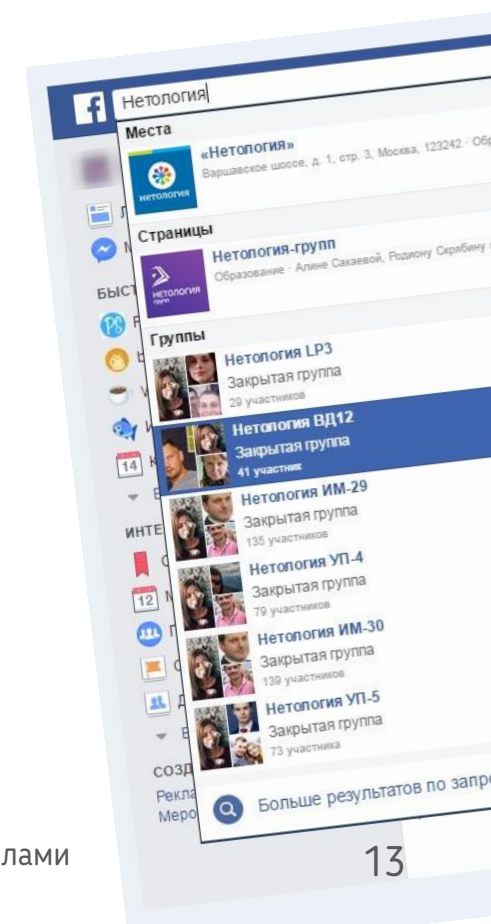 Нетология
Места
«Нетология»
Варшавское шоссе, д. 1, стр. 3, Москва, 123242 · Обр
нетология
Страницы
Нетология-групп
Образование · Алине Сакаевой, Родиону Скрябину
нетология
групп
БЫСТ
Группы
Нетология LP3
Закрытая группа
29 участников
Нетология ВД12
Закрытая группа
41 участник
14
Нетология ИМ-29
Закрытая группа
135 участников
ИНТЕ
Нетология УП-4
Закрытая группа
79 участников
12
Нетология ИМ-30
Закрытая группа
139 участников
Нетология УП-5
Закрытая группа
73 участника
СОЗД
Рекла
Меро
Больше результатов по запро
лами
13